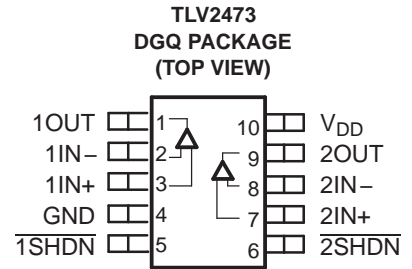 TLV2473
DGQ PACKAGE
(TOP VIEW)
1OUT 1 10 VDD
1IN− 2 9 2OUT
1IN+ 3 8 2IN−
GND 4 7 2IN+
1SHDN 5 6 2SHDN